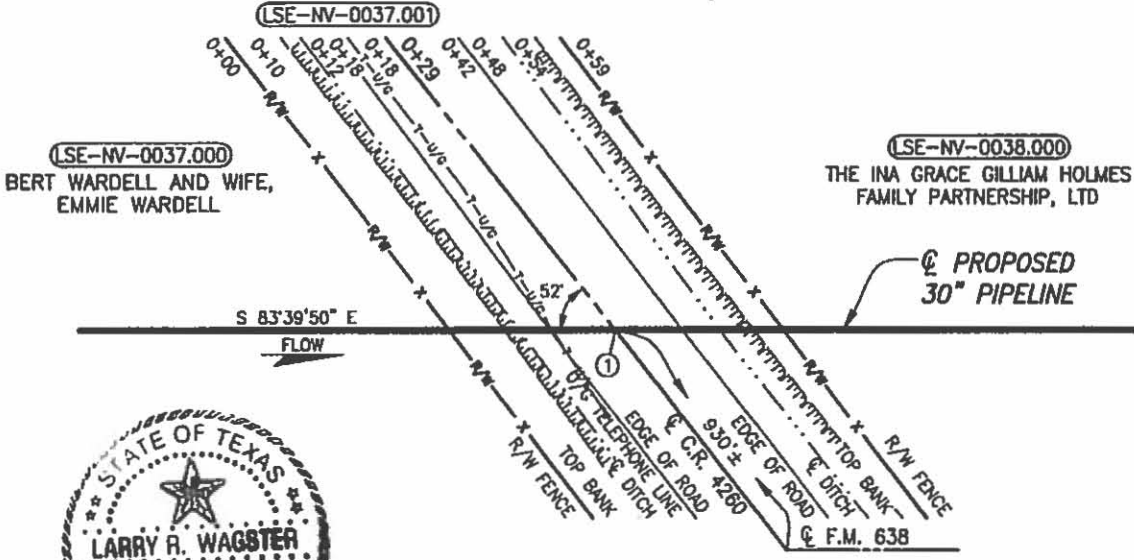 LSE-NV-0037.001
0+00
0+10
0+12
0+18
0+18
0+29
0+42
0+48
0+54
0+59
R/W X R/W X R/W X R/W FENCE
T-U/G T-U/G T-U/G T-U/G
R/W X R/W X R/W X R/W FENCE
LSE-NV-0037.000
BERT WARDELL AND WIFE,
EMMIE WARDELL
LSE-NV-0038.000
THE INA GRACE GILLIAM HOLMES
FAMILY PARTNERSHIP, LTD
℄ PROPOSED
30" PIPELINE
52°
S 83°39'50" E
FLOW
1
TOP BANK
℄ DITCH
U/G TELEPHONE LINE
EDGE OF ROAD
℄ C.R. 4260
930'±
EDGE OF ROAD
℄ DITCH
TOP BANK
℄ F.M. 638
STATE OF TEXAS
LARRY R. WAGSTER